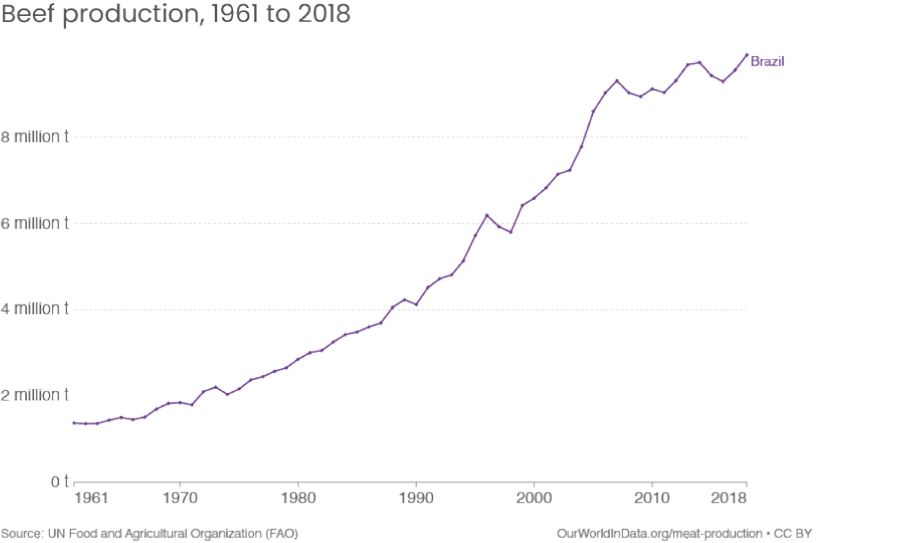 Beef production, 1961 to 2018
Brazil
8 million t
6 million t
4 million t
2 million t
0 t
1961 1970 1980 1990 2000 2010 2018
Source: UN Food and Agricultural Organization (FAO) OurWorldInData.org/meat-production • CC BY